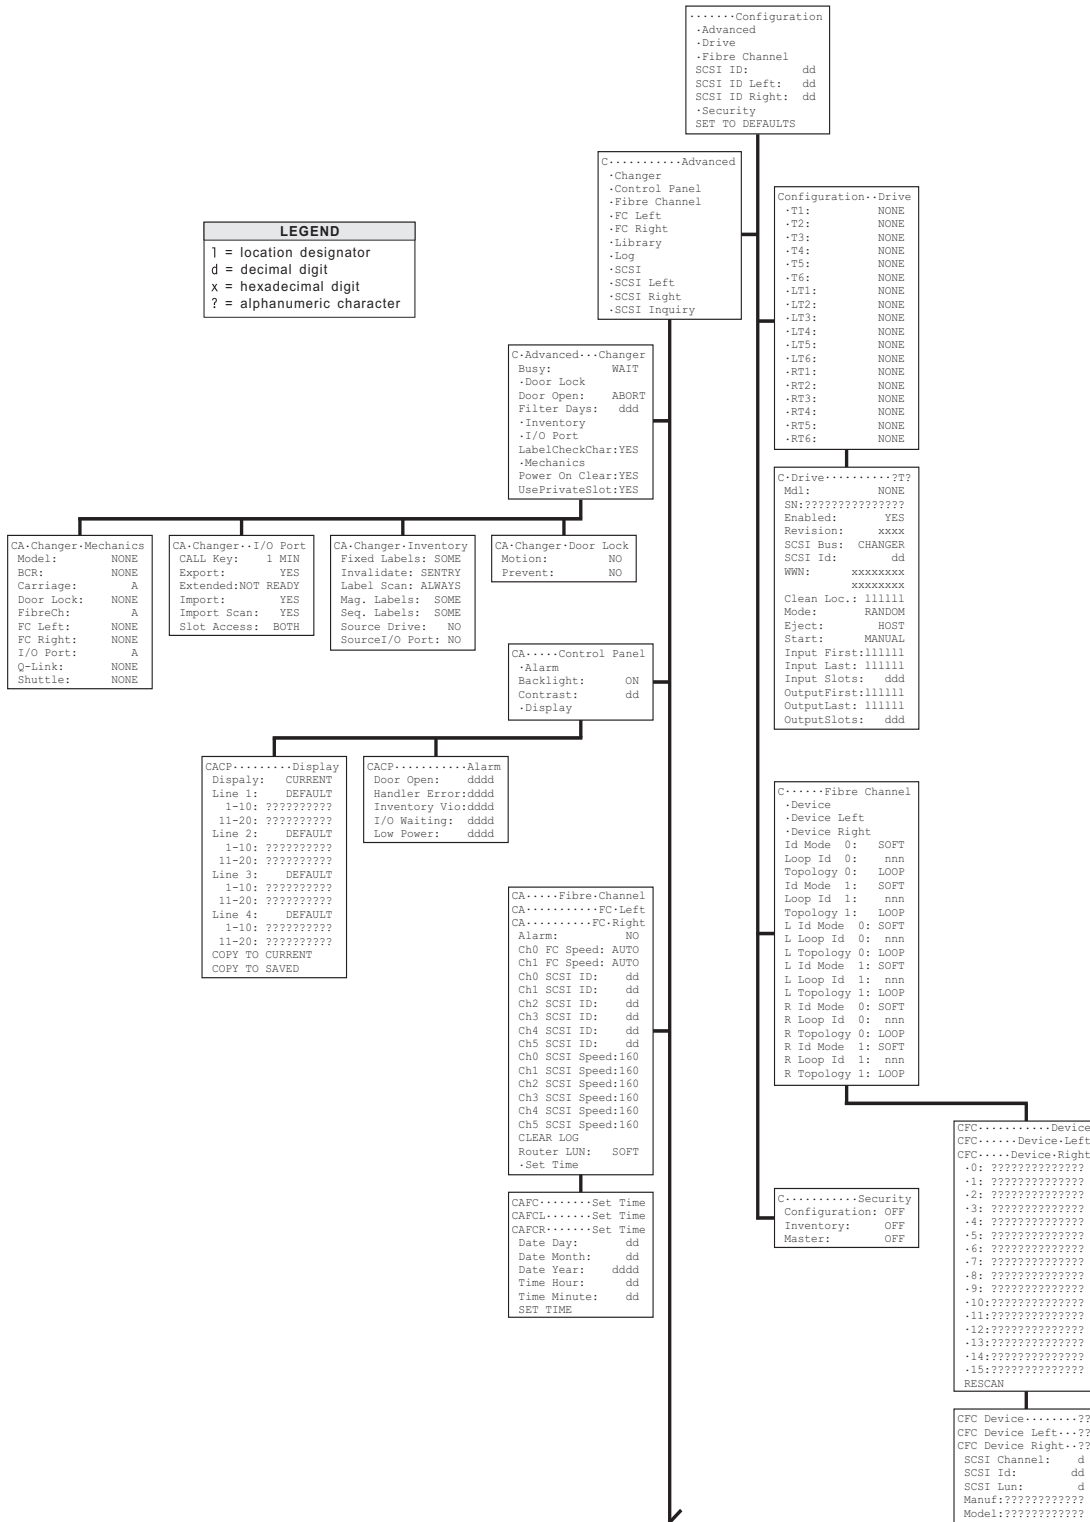 ·······Configuration
·Advanced
·Drive
·Fibre Channel
SCSI ID: dd
SCSI ID Left: dd
SCSI ID Right: dd
·Security
SET TO DEFAULTS
C···········Advanced
·Changer
·Control Panel
·Fibre Channel
·FC Left
·FC Right
·Library
·Log
·SCSI
·SCSI Left
·SCSI Right
·SCSI Inquiry
Configuration··Drive
·T1: NONE
·T2: NONE
·T3: NONE
·T4: NONE
·T5: NONE
·T6: NONE
·LT1: NONE
·LT2: NONE
·LT3: NONE
·LT4: NONE
·LT5: NONE
·LT6: NONE
·RT1: NONE
·RT2: NONE
·RT3: NONE
·RT4: NONE
·RT5: NONE
·RT6: NONE
LEGEND
l = location designator
d = decimal digit
x = hexadecimal digit
? = alphanumeric character
C·Advanced···Changer
Busy: WAIT
·Door Lock
Door Open: ABORT
Filter Days: ddd
·Inventory
·I/O Port
LabelCheckChar:YES
·Mechanics
Power On Clear:YES
UsePrivateSlot:YES
C·Drive··········?T?
Mdl: NONE
SN:???????????????
Enabled: YES
Revision: xxxx
SCSI Bus: CHANGER
SCSI Id: dd
WWN: xxxxxxxx
xxxxxxxx
Clean Loc.: llllll
Mode: RANDOM
Eject: HOST
Start: MANUAL
Input First:llllll
Input Last: llllll
Input Slots: ddd
OutputFirst:llllll
OutputLast: llllll
OutputSlots: ddd
CA·Changer·Mechanics
Model: NONE
BCR: NONE
Carriage: A
Door Lock: NONE
FibreCh: A
FC Left: NONE
FC Right: NONE
I/O Port: A
Q-Link: NONE
Shuttle: NONE
CA·Changer··I/O Port
CALL Key: 1 MIN
Export: YES
Extended:NOT READY
Import: YES
Import Scan: YES
Slot Access: BOTH
CA·Changer·Inventory
Fixed Labels: SOME
Invalidate: SENTRY
Label Scan: ALWAYS
Mag. Labels: SOME
Seq. Labels: SOME
Source Drive: NO
SourceI/O Port: NO
CA·Changer·Door Lock
Motion: NO
Prevent: NO
CA·····Control Panel
·Alarm
Backlight: ON
Contrast: dd
·Display
CACP·········Display
Dispaly: CURRENT
Line 1: DEFAULT
1-10: ??????????
11-20: ??????????
Line 2: DEFAULT
1-10: ??????????
11-20: ??????????
Line 3: DEFAULT
1-10: ??????????
11-20: ??????????
Line 4: DEFAULT
1-10: ??????????
11-20: ??????????
COPY TO CURRENT
COPY TO SAVED
CACP···········Alarm
Door Open: dddd
Handler Error:dddd
Inventory Vio:dddd
I/O Waiting: dddd
Low Power: dddd
C······Fibre Channel
·Device
·Device Left
·Device Right
Id Mode 0: SOFT
Loop Id 0: nnn
Topology 0: LOOP
Id Mode 1: SOFT
Loop Id 1: nnn
Topology 1: LOOP
L Id Mode 0: SOFT
L Loop Id 0: nnn
L Topology 0: LOOP
L Id Mode 1: SOFT
L Loop Id 1: nnn
L Topology 1: LOOP
R Id Mode 0: SOFT
R Loop Id 0: nnn
R Topology 0: LOOP
R Id Mode 1: SOFT
R Loop Id 1: nnn
R Topology 1: LOOP
CA·····Fibre·Channel
CA···········FC·Left
CA··········FC·Right
Alarm: NO
Ch0 FC Speed: AUTO
Ch1 FC Speed: AUTO
Ch0 SCSI ID: dd
Ch1 SCSI ID: dd
Ch2 SCSI ID: dd
Ch3 SCSI ID: dd
Ch4 SCSI ID: dd
Ch5 SCSI ID: dd
Ch0 SCSI Speed:160
Ch1 SCSI Speed:160
Ch2 SCSI Speed:160
Ch3 SCSI Speed:160
Ch4 SCSI Speed:160
Ch5 SCSI Speed:160
CLEAR LOG
Router LUN: SOFT
·Set Time
CAFC········Set Time
CAFCL·······Set Time
CAFCR·······Set Time
Date Day: dd
Date Month: dd
Date Year: dddd
Time Hour: dd
Time Minute: dd
SET TIME
C···········Security
Configuration: OFF
Inventory: OFF
Master: OFF
CFC···········Device
CFC······Device·Left
CFC·····Device·Right
·0: ??????????????
·1: ??????????????
·2: ??????????????
·3: ??????????????
·4: ??????????????
·5: ??????????????
·6: ??????????????
·7: ??????????????
·8: ??????????????
·9: ??????????????
·10:??????????????
·11:??????????????
·12:??????????????
·13:??????????????
·14:??????????????
·15:??????????????
RESCAN
CFC Device········??
CFC Device Left···??
CFC Device Right··??
SCSI Channel: d
SCSI Id: dd
SCSI Lun: d
Manuf:????????????
Model:????????????